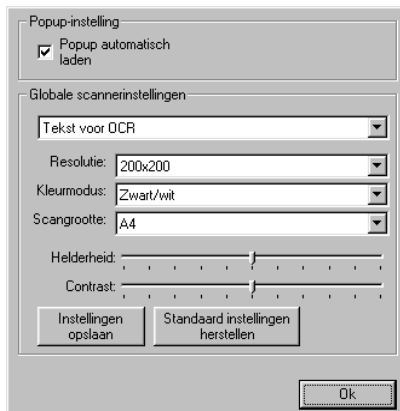 Popup-instelling
Popup automatisch
laden
Globale scannerinstellingen
Tekst voor OCR
Resolutie: 200x200
Kleurmodus: Zwart/wit
Scangrootte: A4
Helderheid:
Contrast:
Instellingen
opslaan
Standaard instellingen
herstellen
Ok